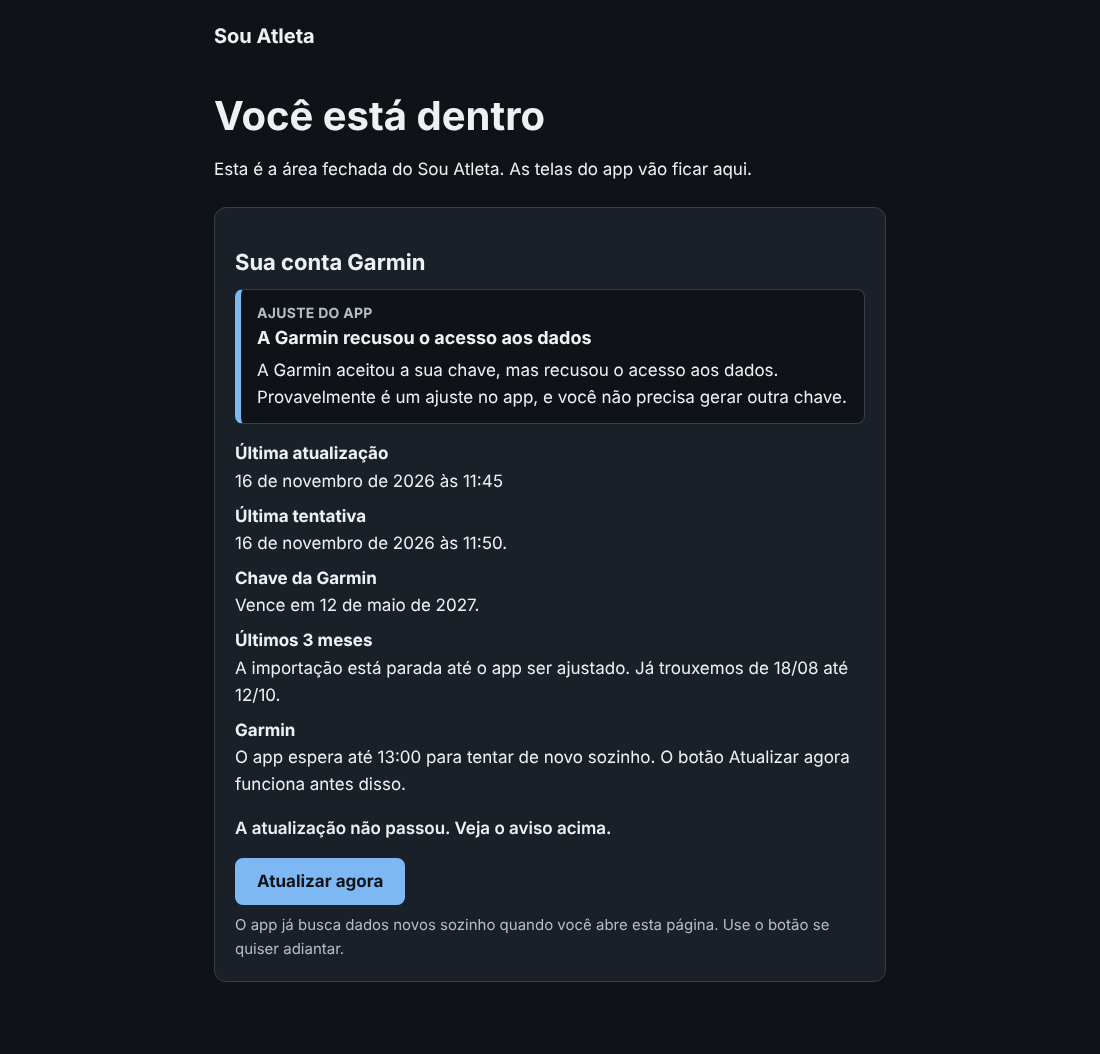 Sou Atleta
Você está dentro
Esta é a área fechada do Sou Atleta. As telas do app vão ficar aqui.
Sua conta Garmin
AJUSTE DO APP
A Garmin recusou o acesso aos dados
A Garmin aceitou a sua chave, mas recusou o acesso aos dados.
Provavelmente é um ajuste no app, e você não precisa gerar outra chave.
Última atualização
16 de novembro de 2026 às 11:45
Última tentativa
16 de novembro de 2026 às 11:50.
Chave da Garmin
Vence em 12 de maio de 2027.
Últimos 3 meses
A importação está parada até o app ser ajustado. Já trouxemos de 18/08 até
12/10.
Garmin
O app espera até 13:00 para tentar de novo sozinho. O botão Atualizar agora
funciona antes disso.
A atualização não passou. Veja o aviso acima.
Atualizar agora
O app já busca dados novos sozinho quando você abre esta página. Use o botão se
quiser adiantar.